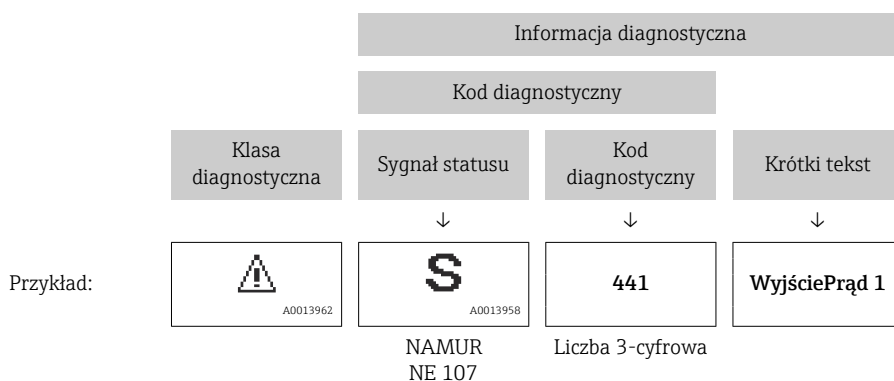 Informacja diagnostyczna
Kod diagnostyczny
Klasa
diagnostyczna
Sygnał statusu
Kod
diagnostyczny
Krótki tekst
↓ ↓ ↓
Przykład:
A0013962
S
A0013958
441
WyjściePrąd 1
NAMUR
NE 107
Liczba 3-cyfrowa